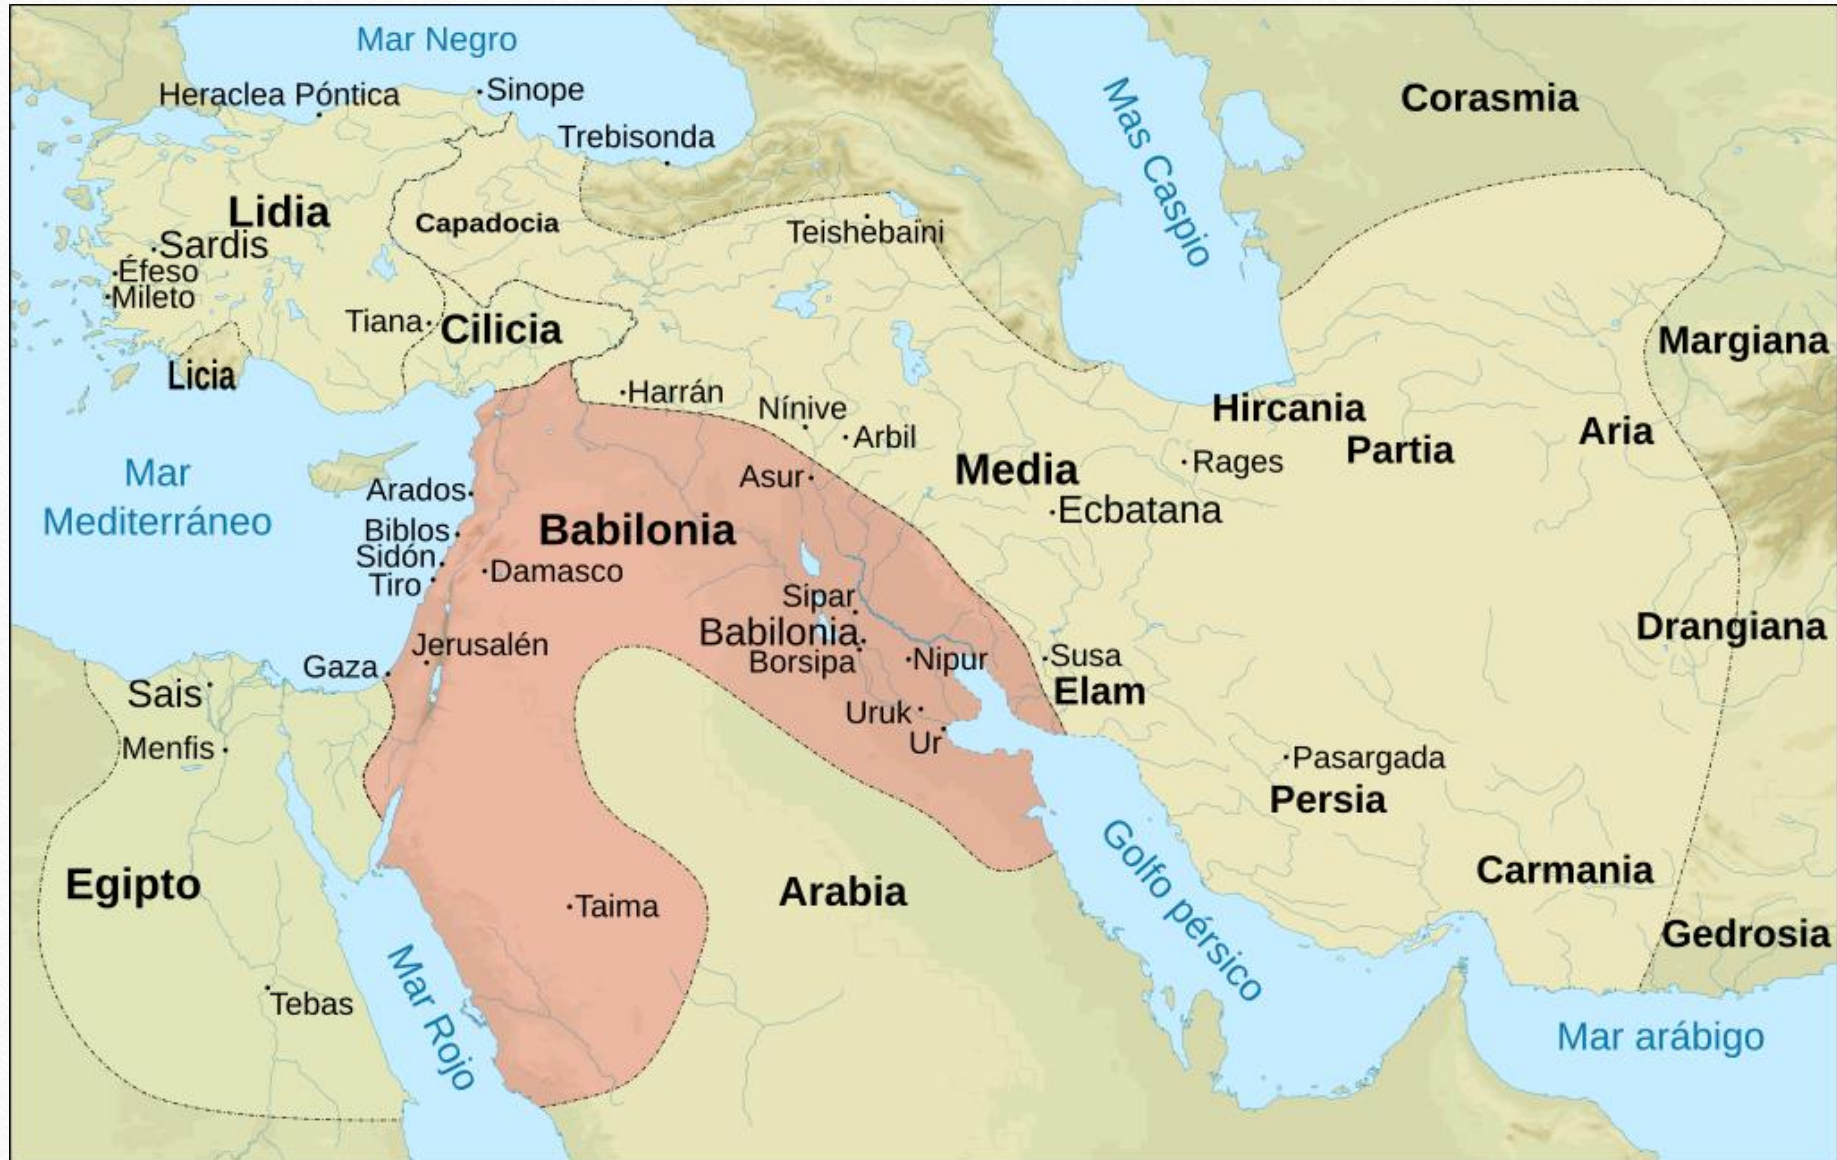 Mar Negro
Heraclea Póntica
Sinope
Trebisonda
Mas Caspio
Corasmia
Lidia
Sardis
Éfeso
Mileto
Capadocia
Teishebaini
Tiana
Cilicia
Licia
Margiana
Harrán
Nínive
Arbil
Hircania
Partia
Aria
Mar
Mediterráneo
Arados
Asur
Media
Rages
Ecbatana
Biblos
Sidón
Tiro
Babilonia
Damasco
Sipar
Babilonia
Borsipa
Nipur
Susa
Elam
Drangiana
Jerusalén
Gaza
Sais
Menfis
Uruk
Ur
Pasargada
Persia
Egipto
Taima
Arabia
Golfo pérsico
Carmania
Gedrosia
Tebas
Mar Rojo
Mar arábigo